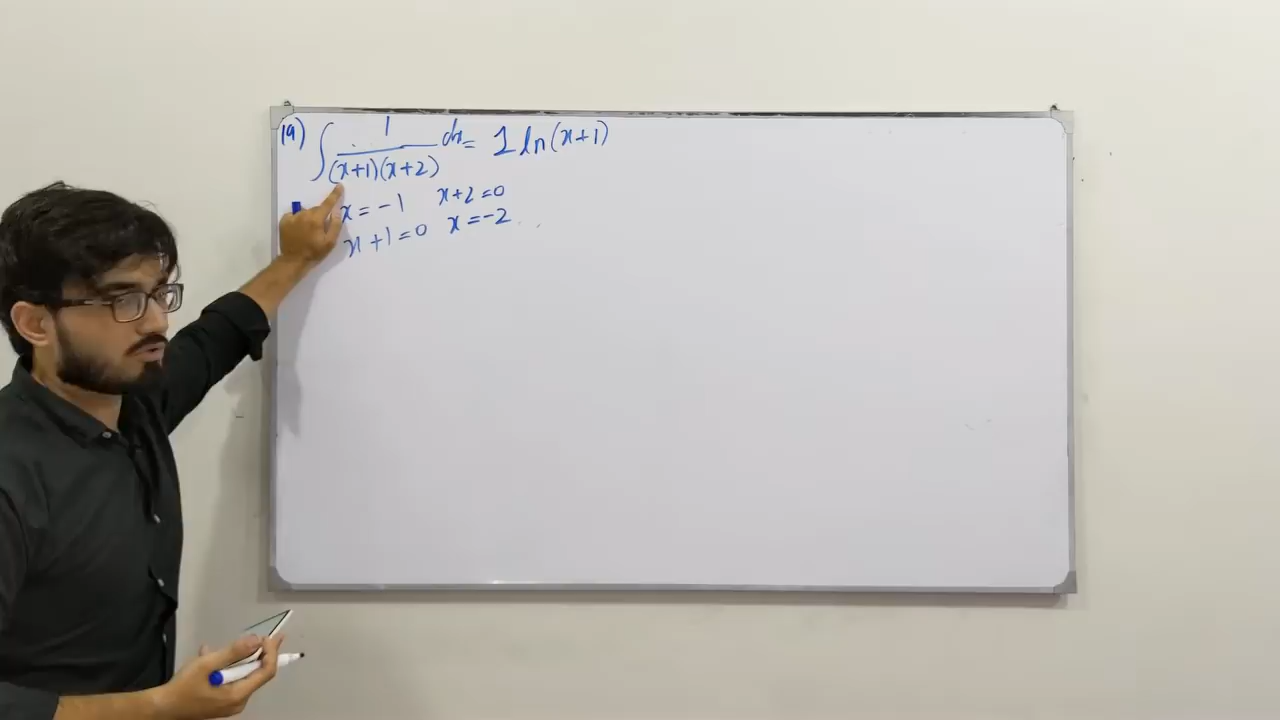 19) ∫ 1/(x+1)(x+2) dx = 1 ln(x+1)
x = -1 x+2 = 0
x+1 = 0 x = -2